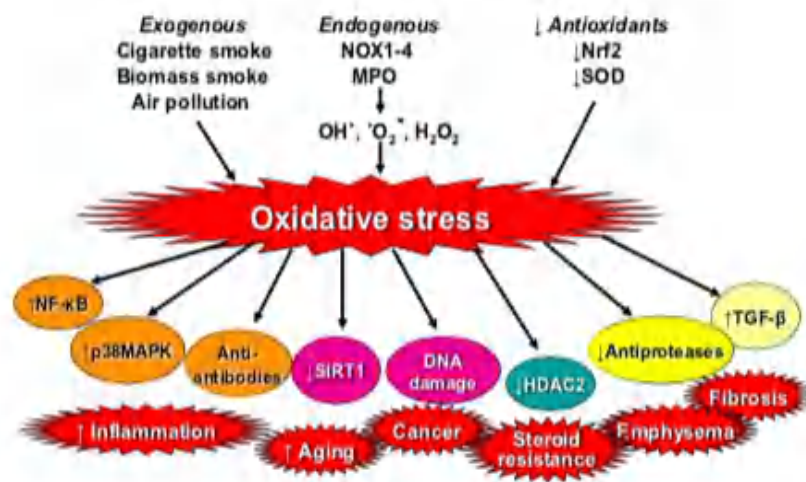 Exogenous
Cigarette smoke
Biomass smoke
Air pollution
Endogenous
NOX1-4
MPO
OH˙, ˙O₂⁻, H₂O₂
↓ Antioxidants
↓Nrf2
↓SOD
Oxidative stress
↑NF-κB
↑p38MAPK
Anti-
antibodies
↓SIRT1
DNA
damage
↓HDAC2
↓Antiproteases
↑TGF-β
↑ Inflammation
↑ Aging
Cancer
Steroid
resistance
Emphysema
Fibrosis